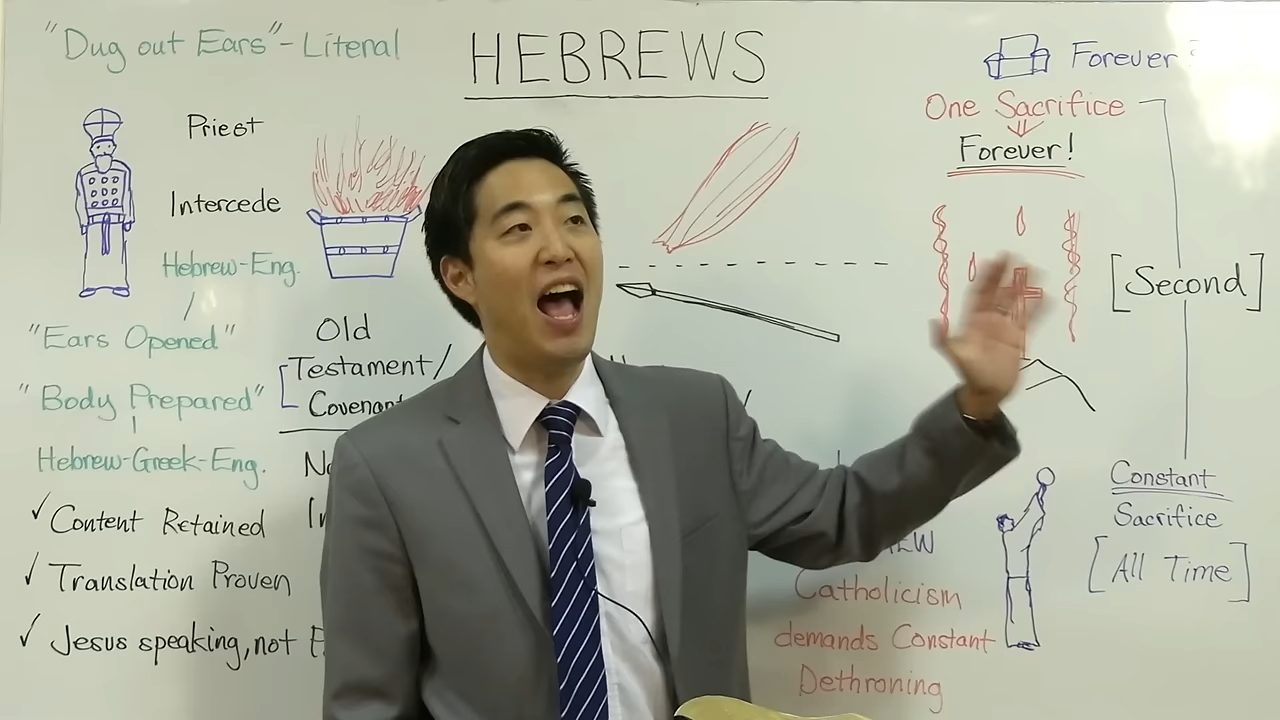 "Dug out Ears" - Literal
HEBREWS
Forever?
One Sacrifice
Forever!
Priest
Intercede
Hebrew-Eng.
"Ears Opened"
"Body Prepared"
Hebrew-Greek-Eng.
✓ Content Retained
✓ Translation Proven
✓ Jesus speaking, not
Old
[Testament/
Covenant
[Second]
Constant
Sacrifice
[All Time]
Catholicism
demands Constant
Dethroning